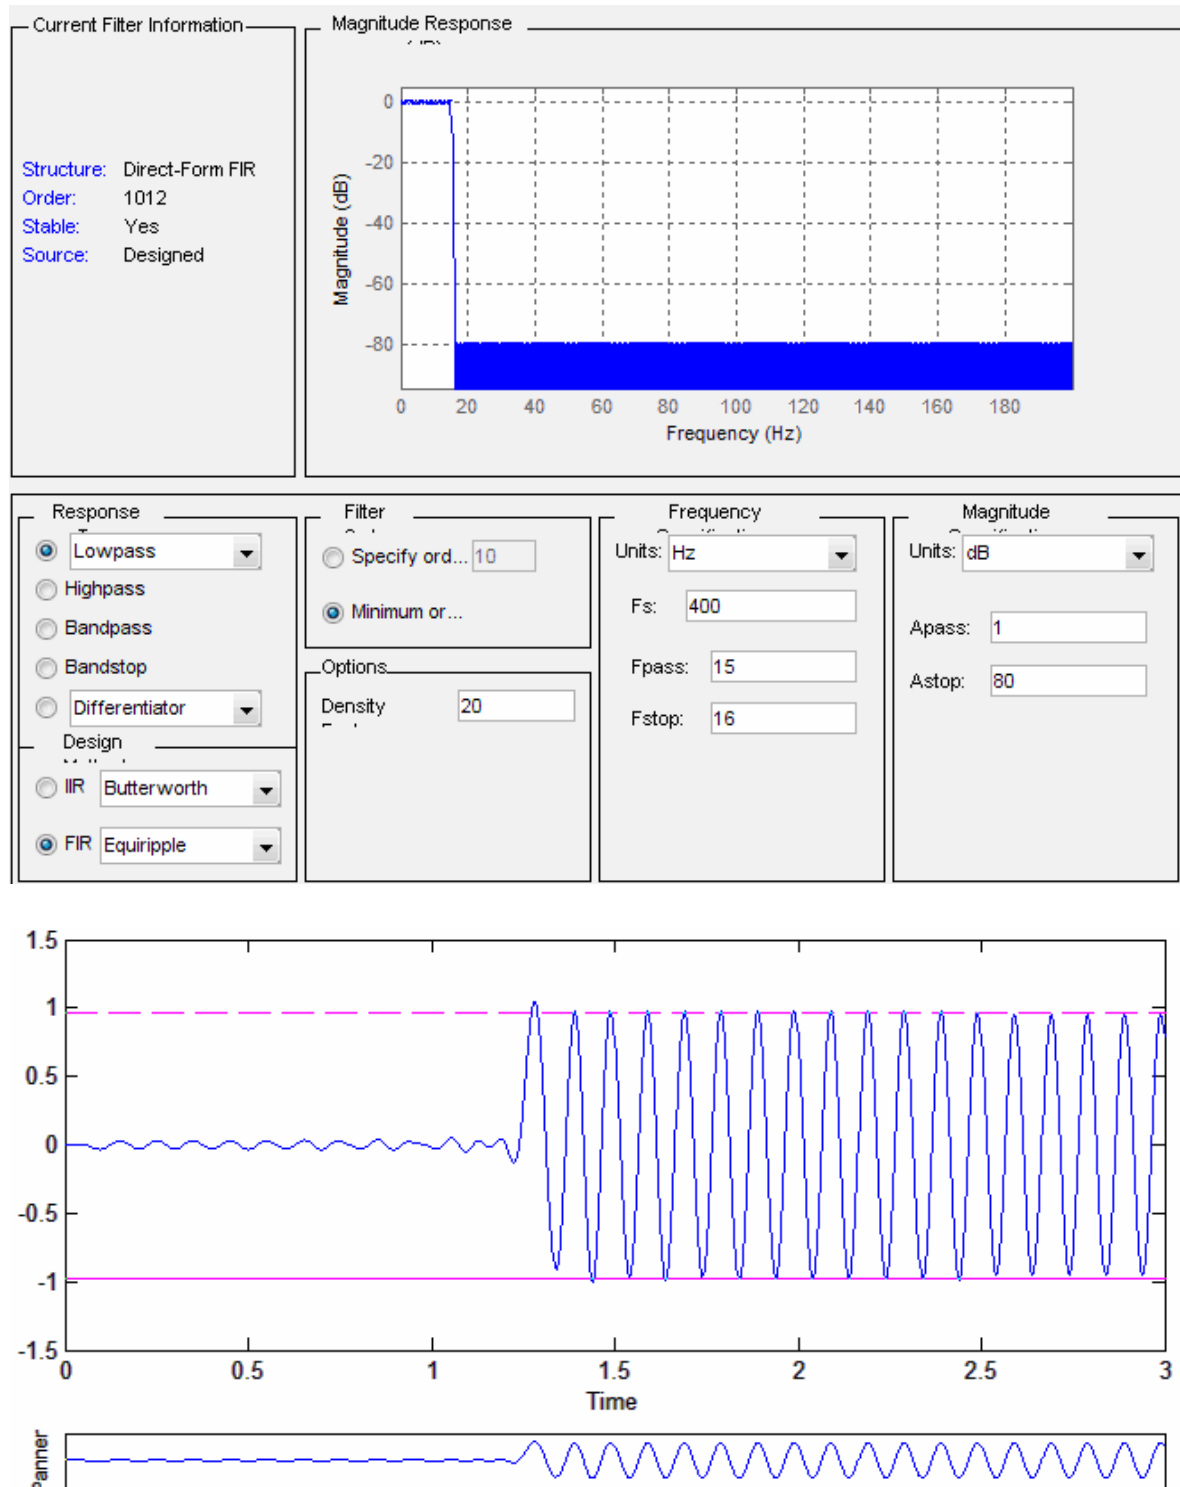 Current Filter Information
Structure: Direct-Form FIR
Order: 1012
Stable: Yes
Source: Designed
Magnitude Response
0
-20
-40
-60
-80
Magnitude (dB)
0 20 40 60 80 100 120 140 160 180
Frequency (Hz)
Response
Lowpass
Highpass
Bandpass
Bandstop
Differentiator
Design
IIR Butterworth
FIR Equiripple
Filter
Specify ord... 10
Minimum or...
Options
Density
20
Frequency
Units: Hz
Fs: 400
Fpass: 15
Fstop: 16
Magnitude
Units: dB
Apass: 1
Astop: 80
1.5
1
0.5
0
-0.5
-1
-1.5
0 0.5 1 1.5 2 2.5 3
Time
Panner